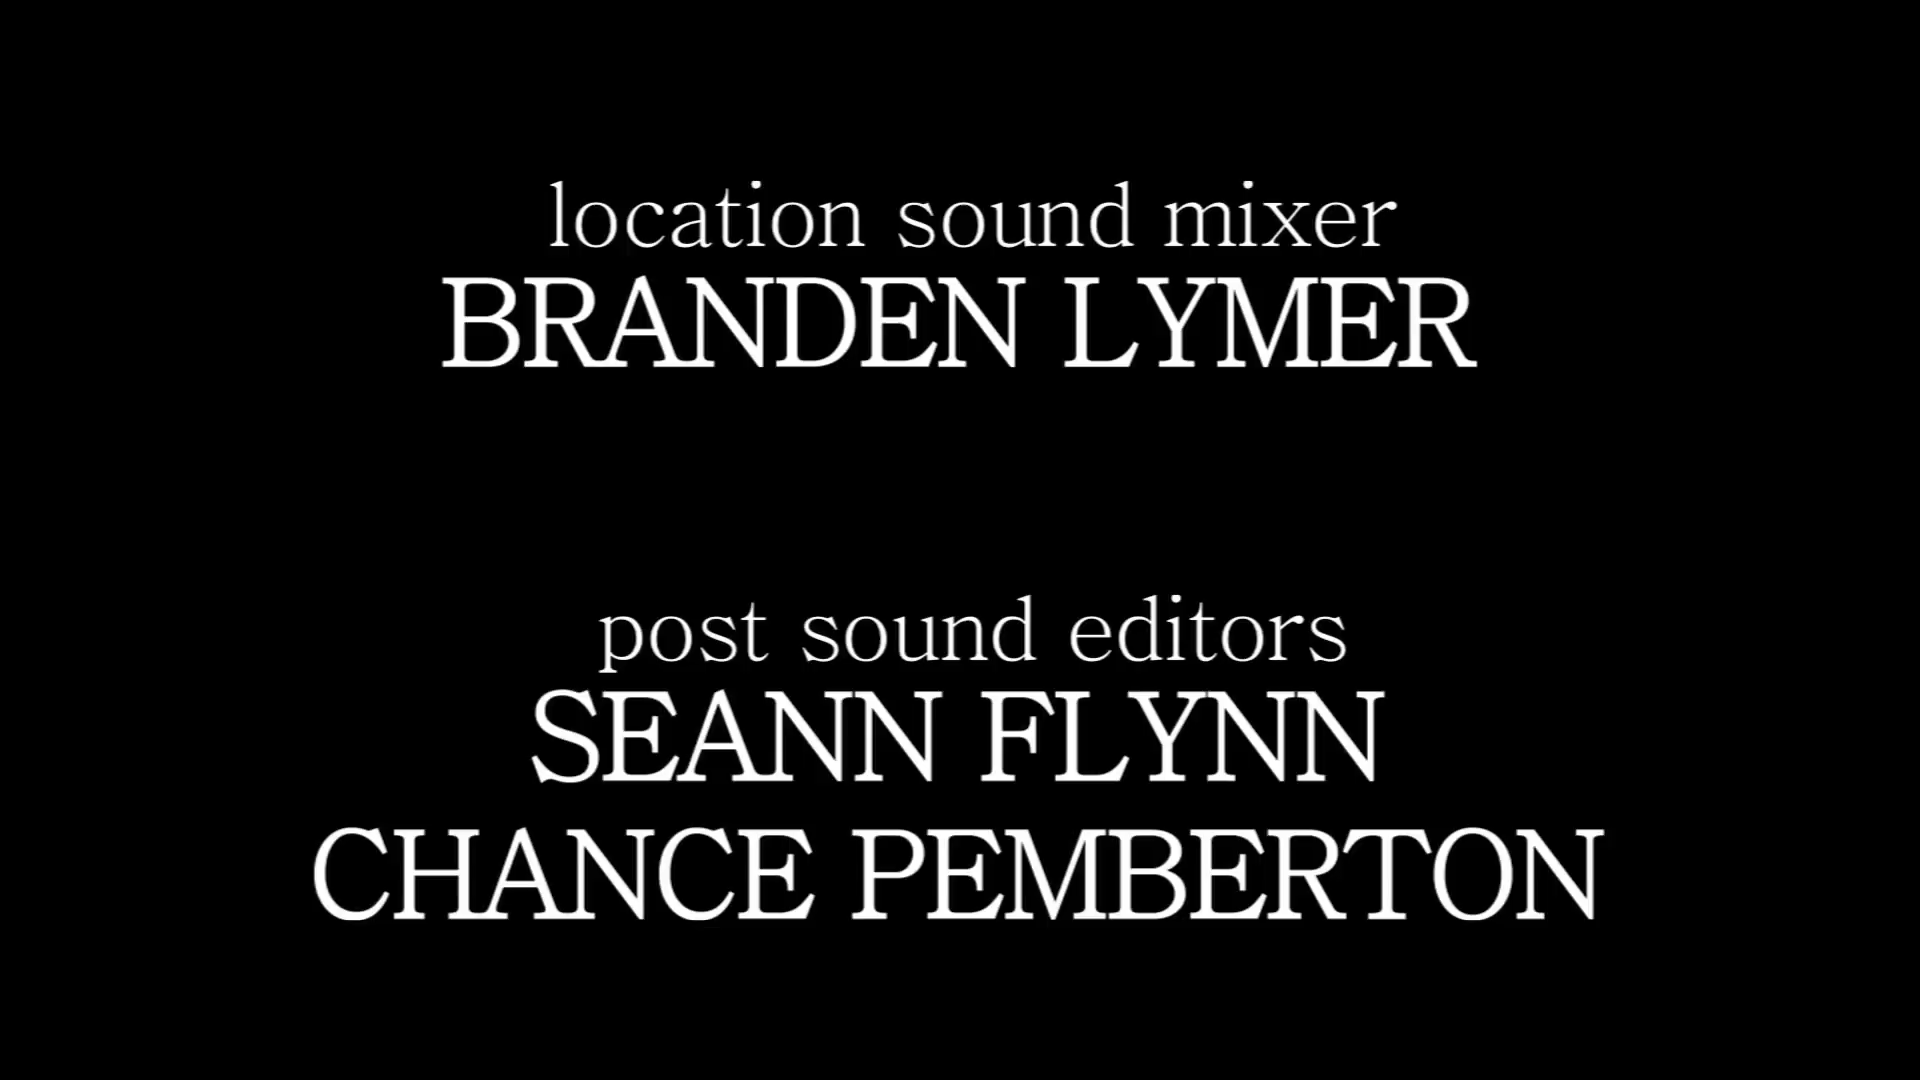 location sound mixer
BRANDEN LYMER
post sound editors
SEANN FLYNN
CHANCE PEMBERTON